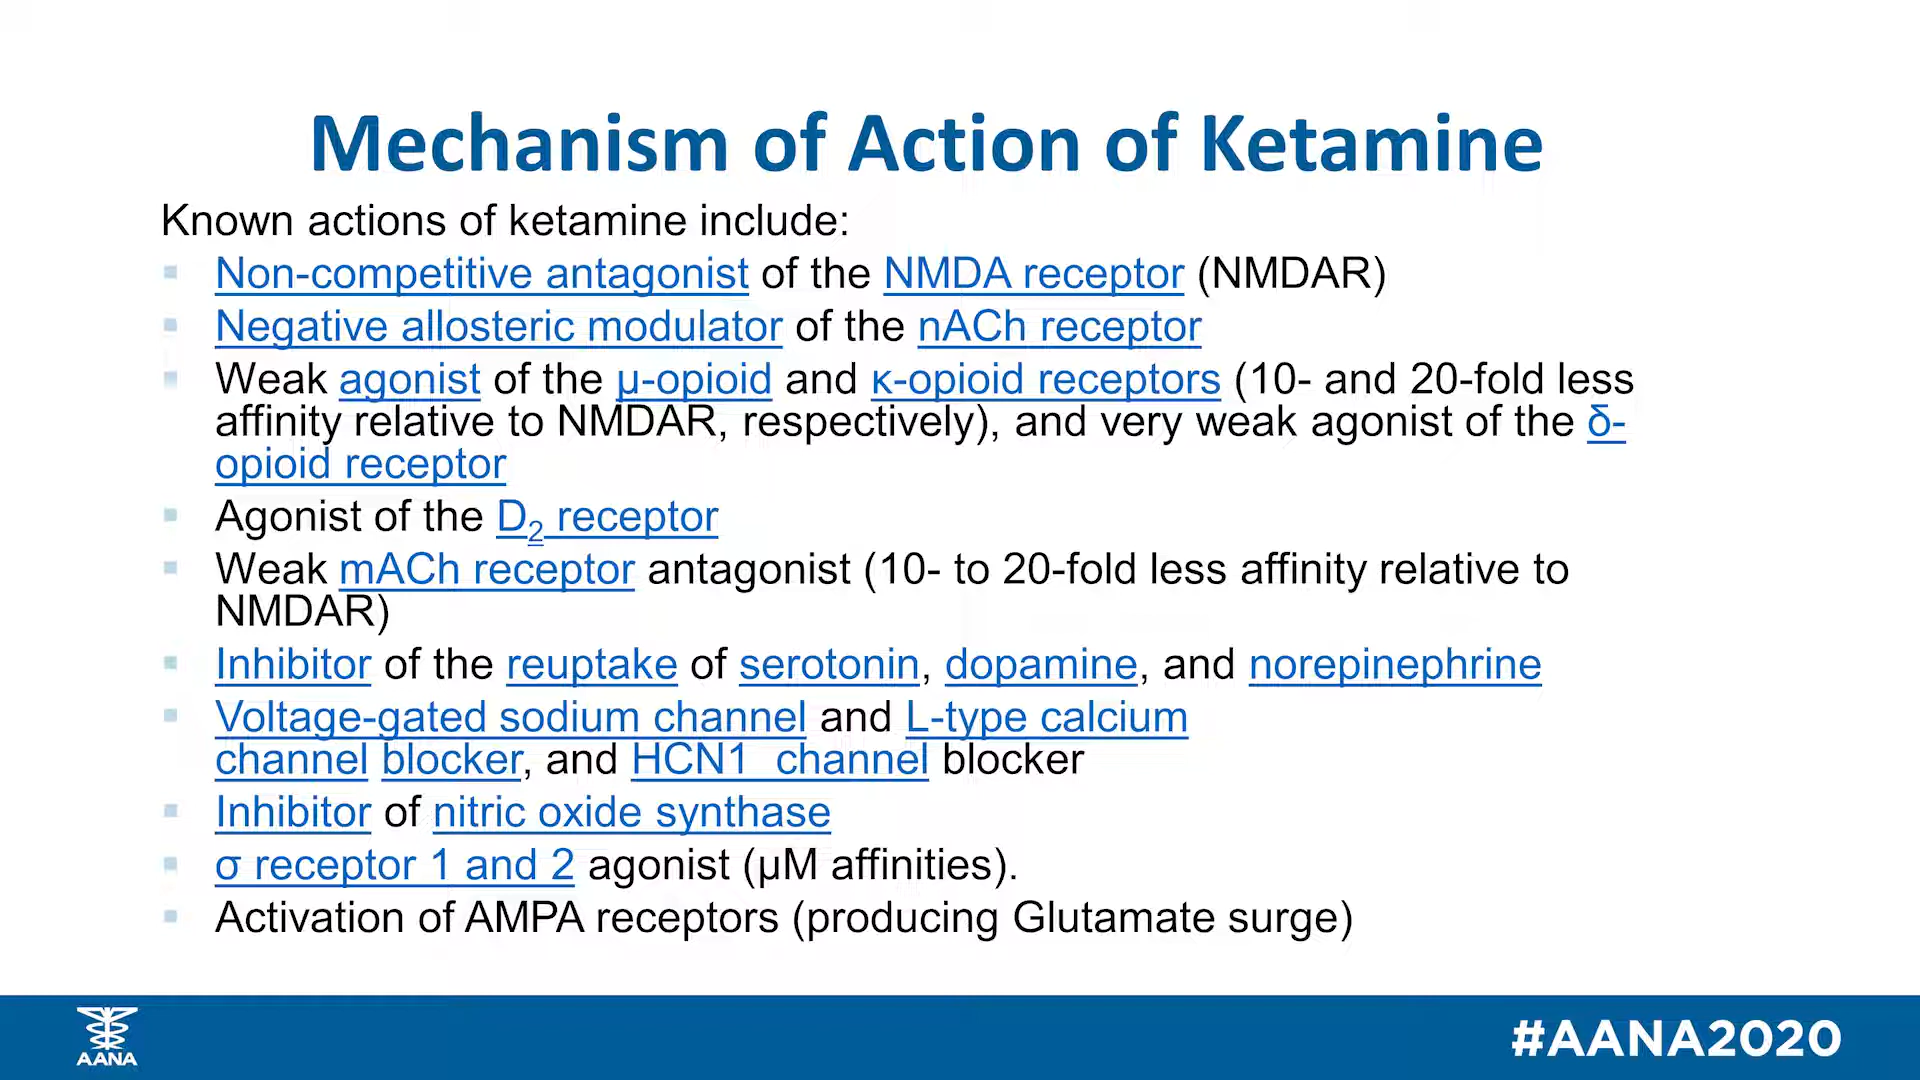 Mechanism of Action of Ketamine
Known actions of ketamine include:
▪ Non-competitive antagonist of the NMDA receptor (NMDAR)
▪ Negative allosteric modulator of the nACh receptor
▪ Weak agonist of the μ-opioid and κ-opioid receptors (10- and 20-fold less
affinity relative to NMDAR, respectively), and very weak agonist of the δ-
opioid receptor
▪ Agonist of the D₂ receptor
▪ Weak mACh receptor antagonist (10- to 20-fold less affinity relative to
NMDAR)
▪ Inhibitor of the reuptake of serotonin, dopamine, and norepinephrine
▪ Voltage-gated sodium channel and L-type calcium
channel blocker, and HCN1  channel blocker
▪ Inhibitor of nitric oxide synthase
▪ σ receptor 1 and 2 agonist (μM affinities).
▪ Activation of AMPA receptors (producing Glutamate surge)
AANA
#AANA2020